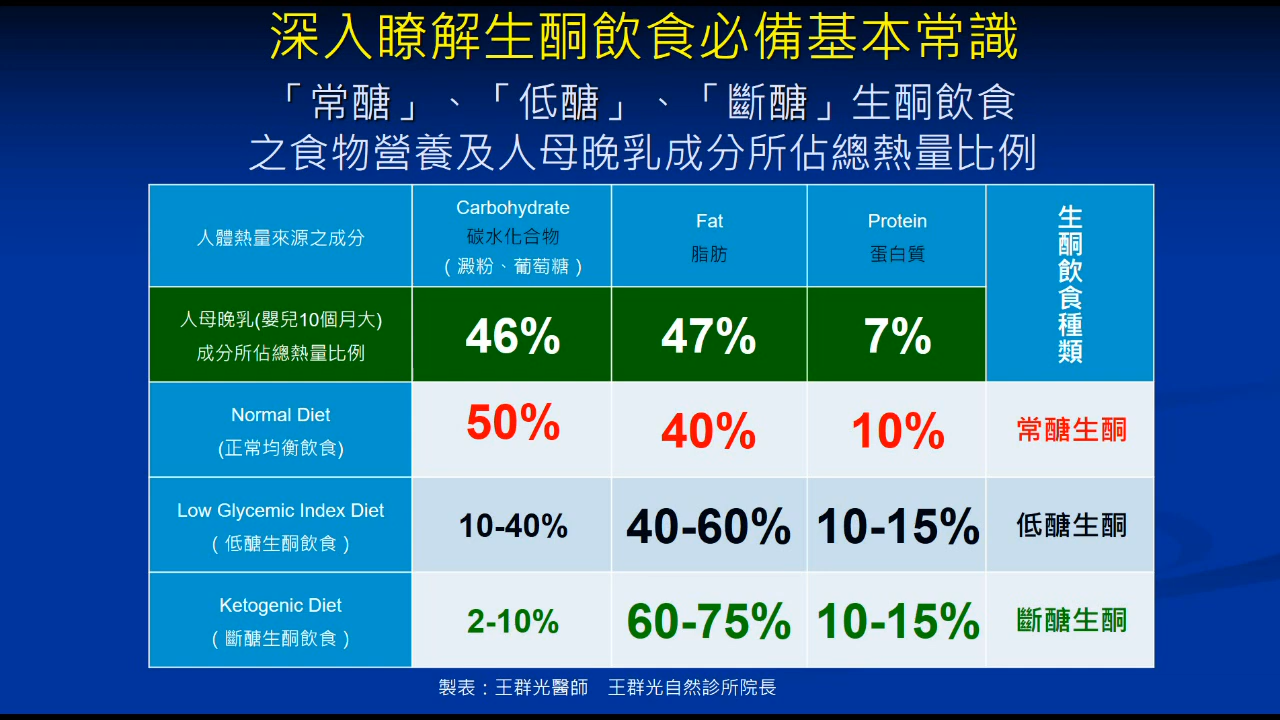 深入瞭解生酮飲食必備基本常識
「常醣」、「低醣」、「斷醣」生酮飲食
之食物營養及人母晚乳成分所佔總熱量比例
人體熱量來源之成分
Carbohydrate
碳水化合物
(澱粉、葡萄糖)
Fat
脂肪
Protein
蛋白質
生酮飲食種類
人母晚乳(嬰兒10個月大)
成分所佔總熱量比例
46%
47%
7%
Normal Diet
(正常均衡飲食)
50%
40%
10%
常醣生酮
Low Glycemic Index Diet
(低醣生酮飲食)
10-40%
40-60%
10-15%
低醣生酮
Ketogenic Diet
(斷醣生酮飲食)
2-10%
60-75%
10-15%
斷醣生酮
製表:王群光醫師 王群光自然診所院長